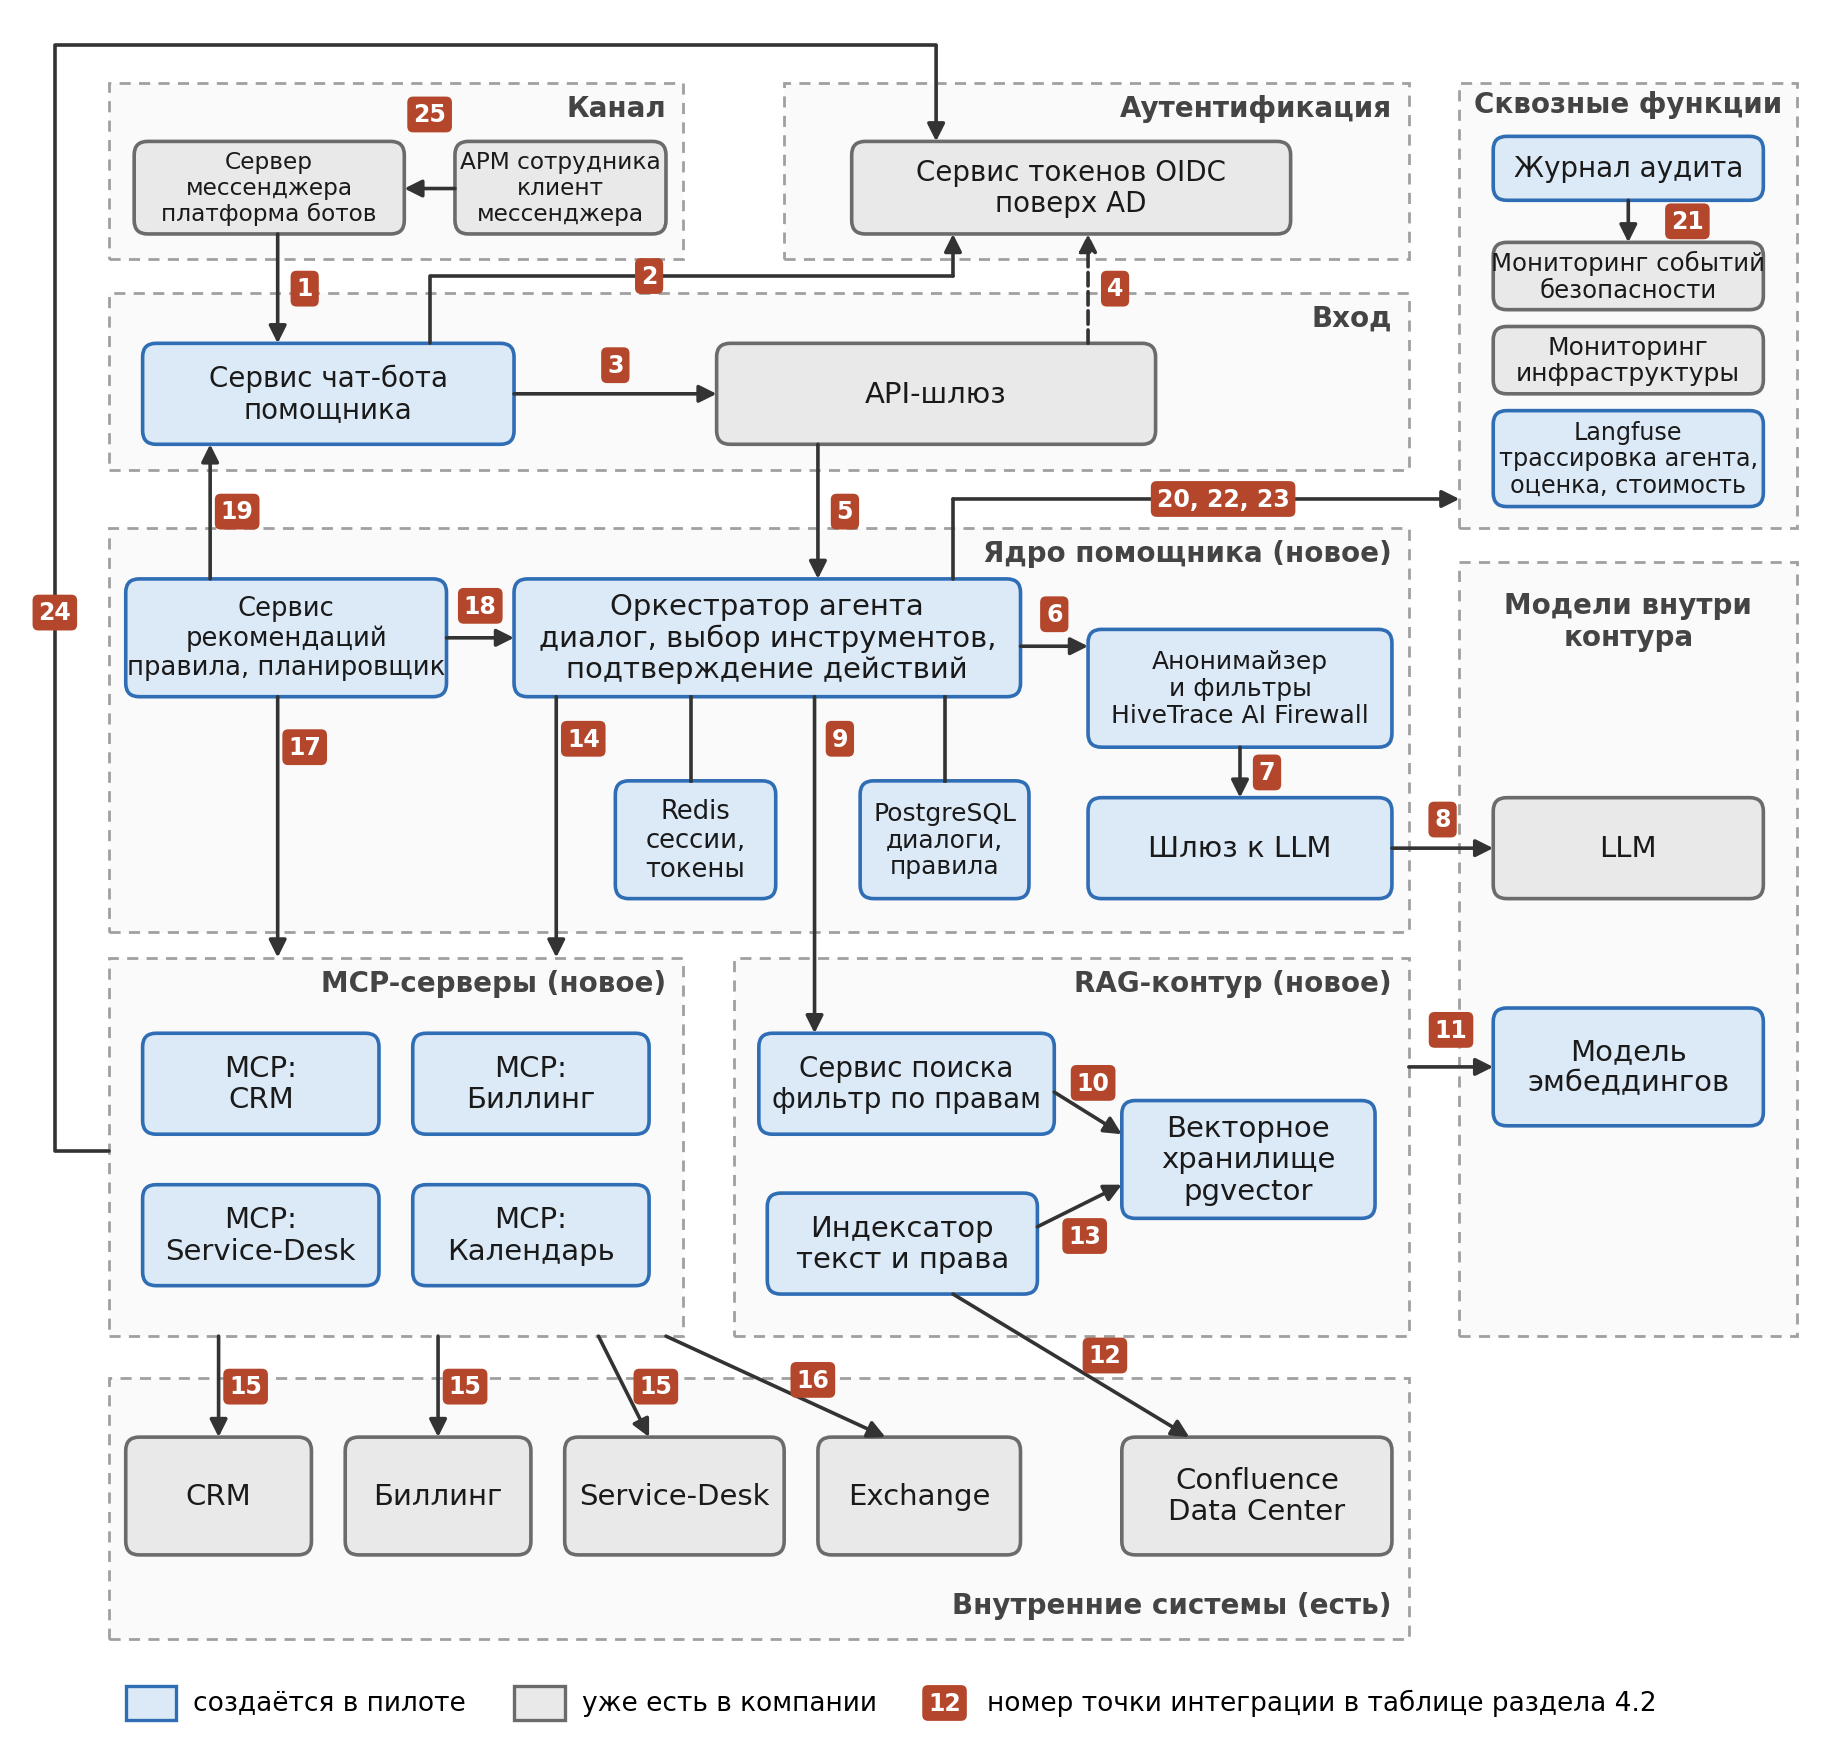 Канал
25
Сервер
мессенджера
платформа ботов
АРМ сотрудника
клиент
мессенджера
Аутентификация
Сервис токенов OIDC
поверх AD
Сквозные функции
Журнал аудита
21
Мониторинг событий
безопасности
Мониторинг
инфраструктуры
Langfuse
трассировка агента,
оценка, стоимость
1
2
4
Вход
Сервис чат-бота
помощника
3
API-шлюз
19
5
20, 22, 23
Ядро помощника (новое)
24
Сервис
рекомендаций
правила, планировщик
18
Оркестратор агента
диалог, выбор инструментов,
подтверждение действий
6
Анонимайзер
и фильтры
HiveTrace AI Firewall
17
14
9
7
Redis
сессии,
токены
PostgreSQL
диалоги,
правила
Шлюз к LLM
8
Модели внутри
контура
LLM
11
Модель
эмбеддингов
MCP-серверы (новое)
MCP:
CRM
MCP:
Биллинг
MCP:
Service-Desk
MCP:
Календарь
RAG-контур (новое)
Сервис поиска
фильтр по правам
10
Векторное
хранилище
pgvector
Индексатор
текст и права
13
12
15
15
15
16
CRM
Биллинг
Service-Desk
Exchange
Confluence
Data Center
Внутренние системы (есть)
создаётся в пилоте
уже есть в компании
12
номер точки интеграции в таблице раздела 4.2